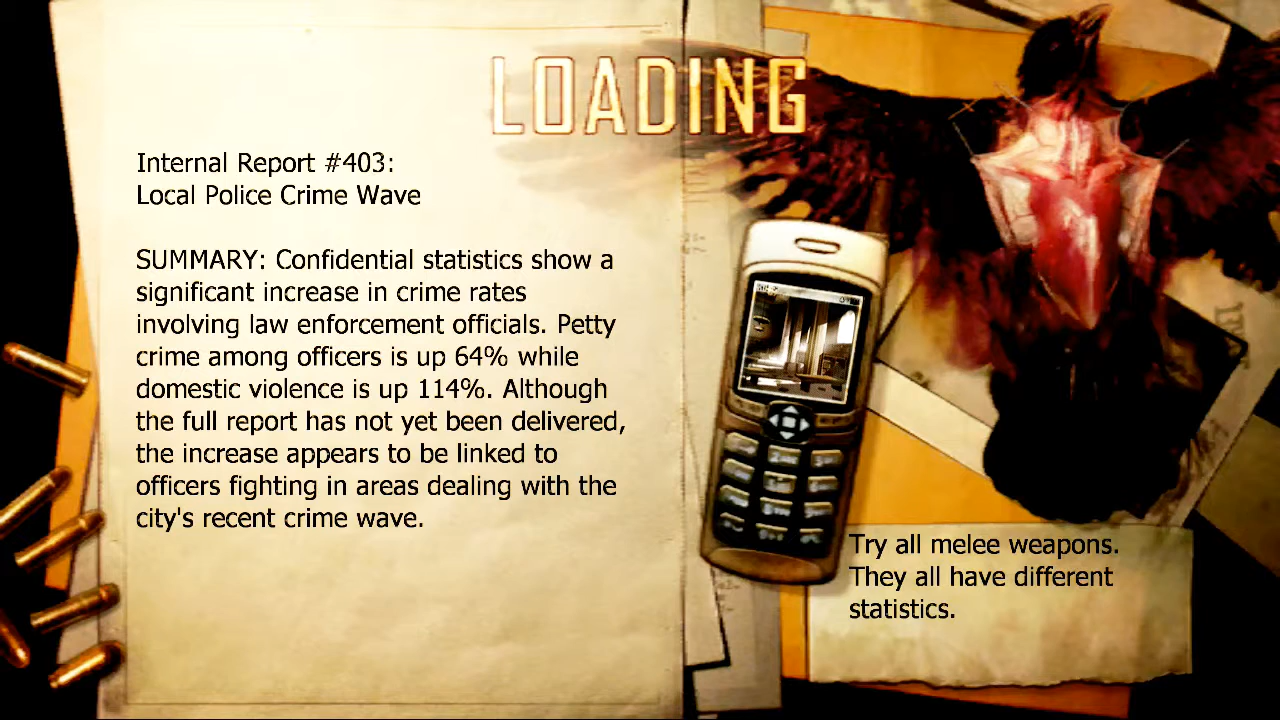 LOADING
Internal Report #403:
Local Police Crime Wave
SUMMARY: Confidential statistics show a
significant increase in crime rates
involving law enforcement officials. Petty
crime among officers is up 64% while
domestic violence is up 114%. Although
the full report has not yet been delivered,
the increase appears to be linked to
officers fighting in areas dealing with the
city's recent crime wave.
Try all melee weapons.
They all have different
statistics.